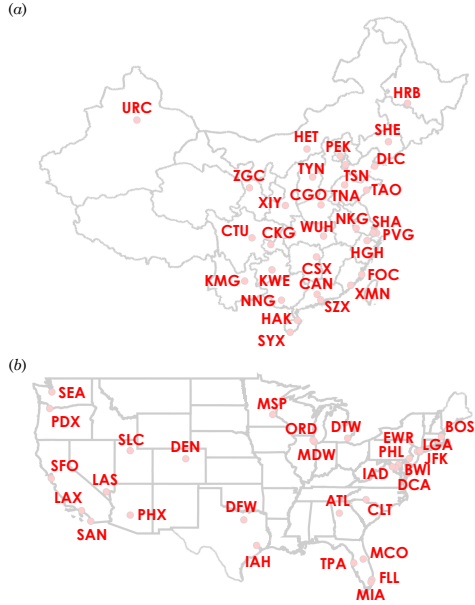 (a)
URC
HRB
SHE
HET
PEK
DLC
TYN
TSN
ZGC
CGO
TNA
TAO
XIY
NKG
SHA
CTU
CKG
WUH
PVG
HGH
CSX
KMG
KWE
CAN
FOC
NNG
XMN
SZX
HAK
SYX
(b)
SEA
MSP
PDX
ORD
DTW
BOS
SLC
EWR
LGA
DEN
MDW
PHL
JFK
SFO
IAD
BWI
LAS
DCA
LAX
PHX
DFW
ATL
CLT
SAN
IAH
TPA
MCO
FLL
MIA